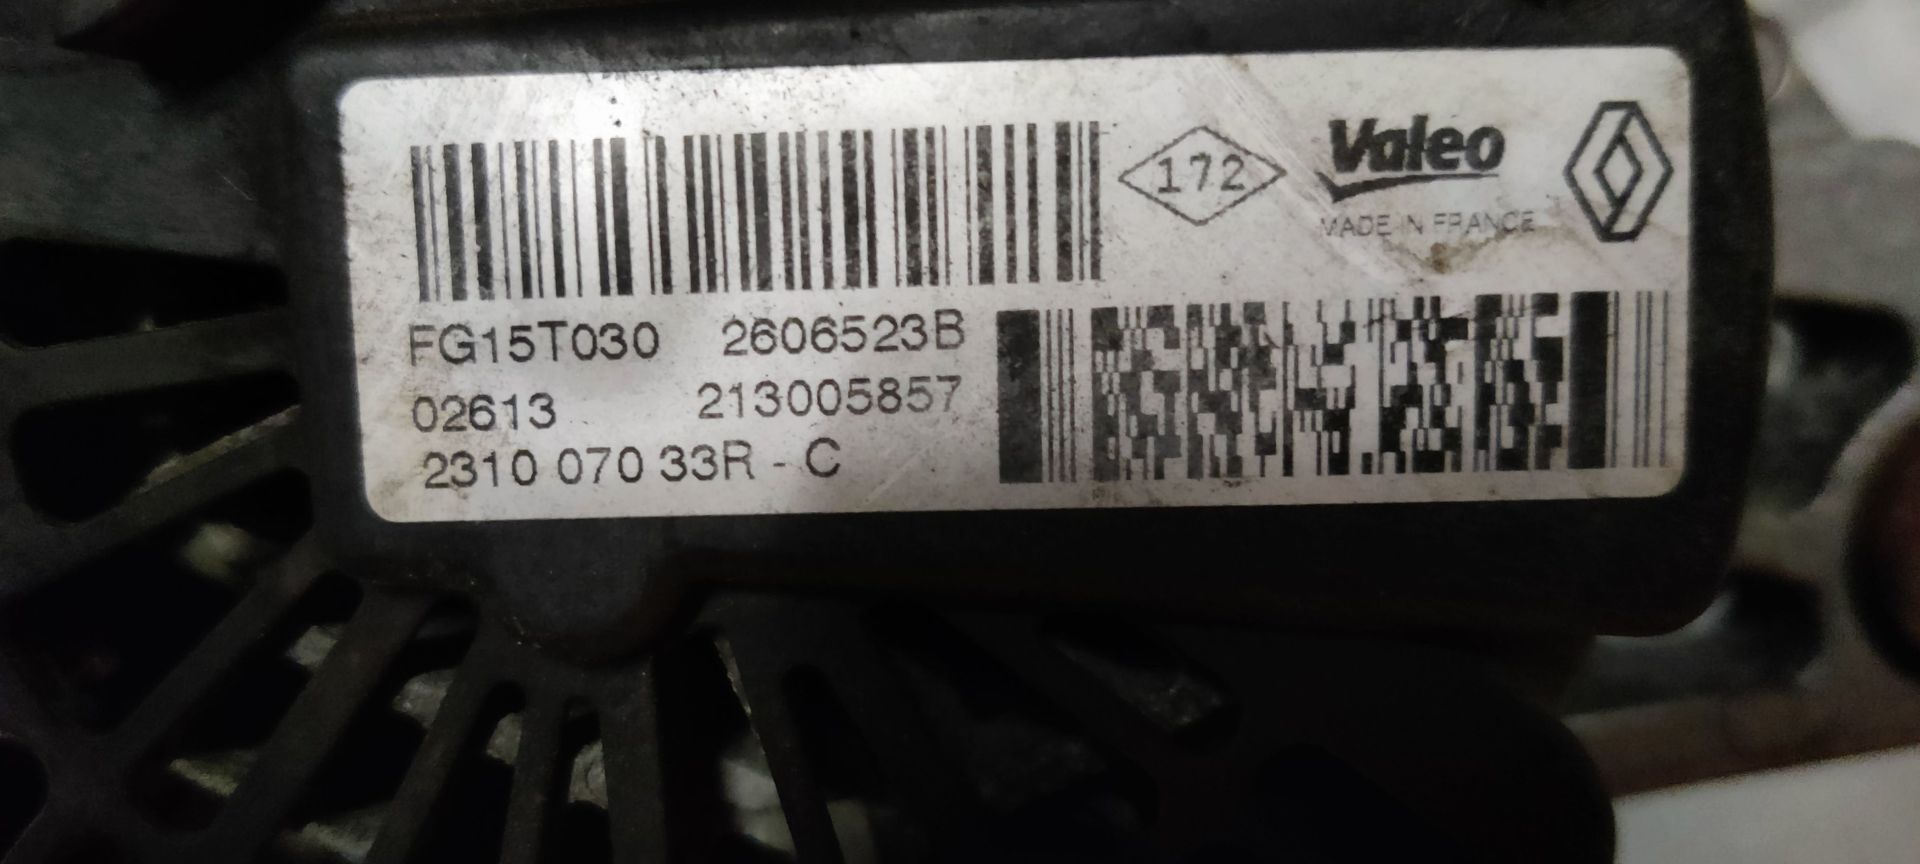 172 Valeo
MADE IN FRANCE
FG15T030 2606523B
02613 213005857
2310 070 33R - C